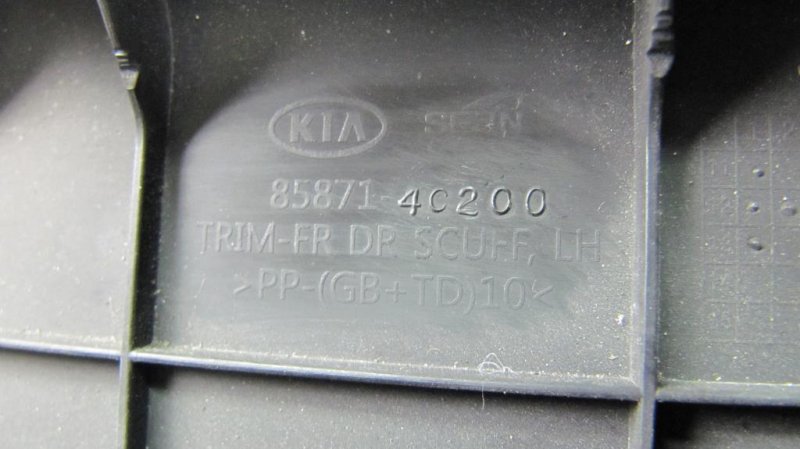 KIA
85871-4C200
TRIM-FR DR SCUFF, LH
>PP-(GB+TD)10<